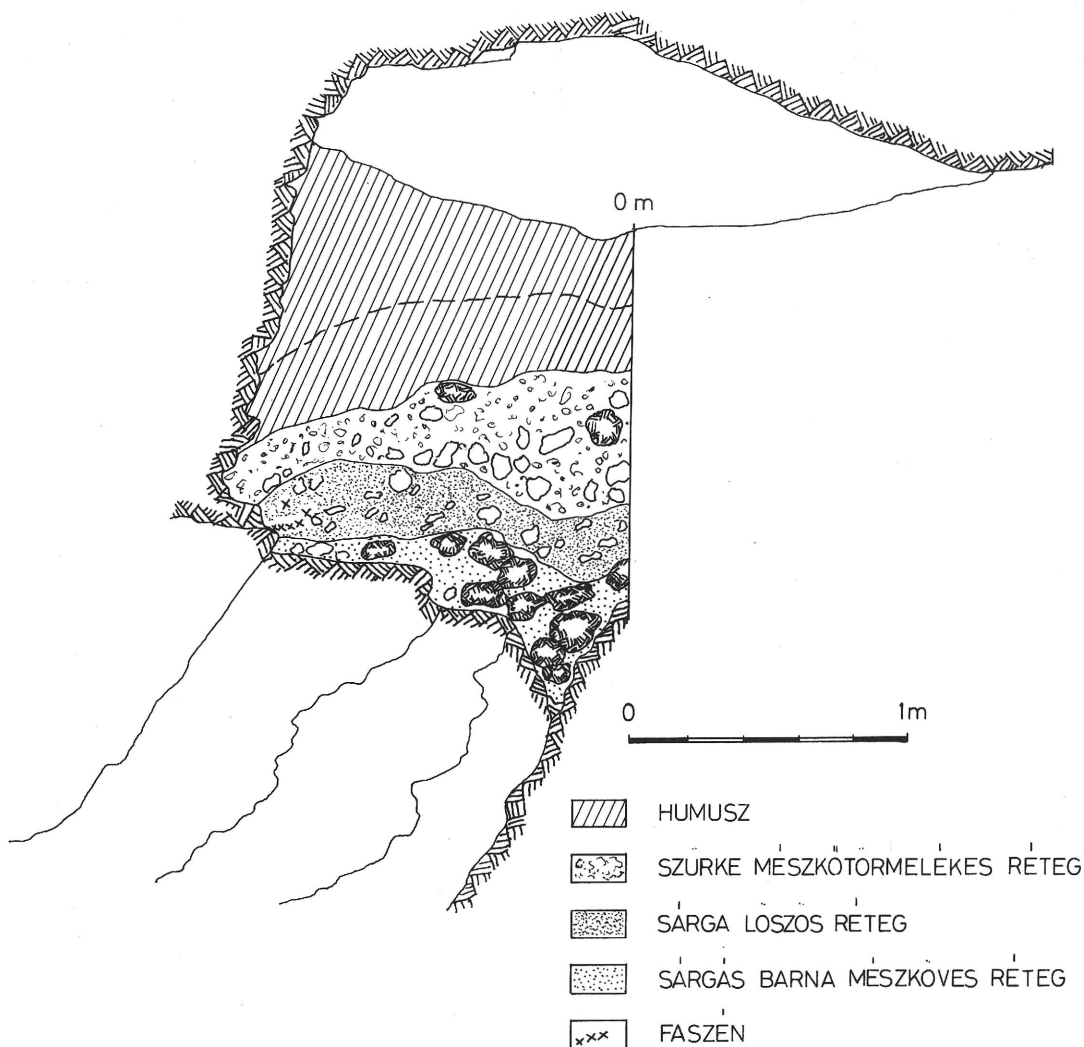 0 m
0 1m
HUMUSZ
SZÜRKE MÉSZKŐTÖRMELÉKES RÉTEG
SÁRGA LÖSZÖS RÉTEG
SÁRGÁS BARNA MÉSZKÖVES RÉTEG
FASZÉN